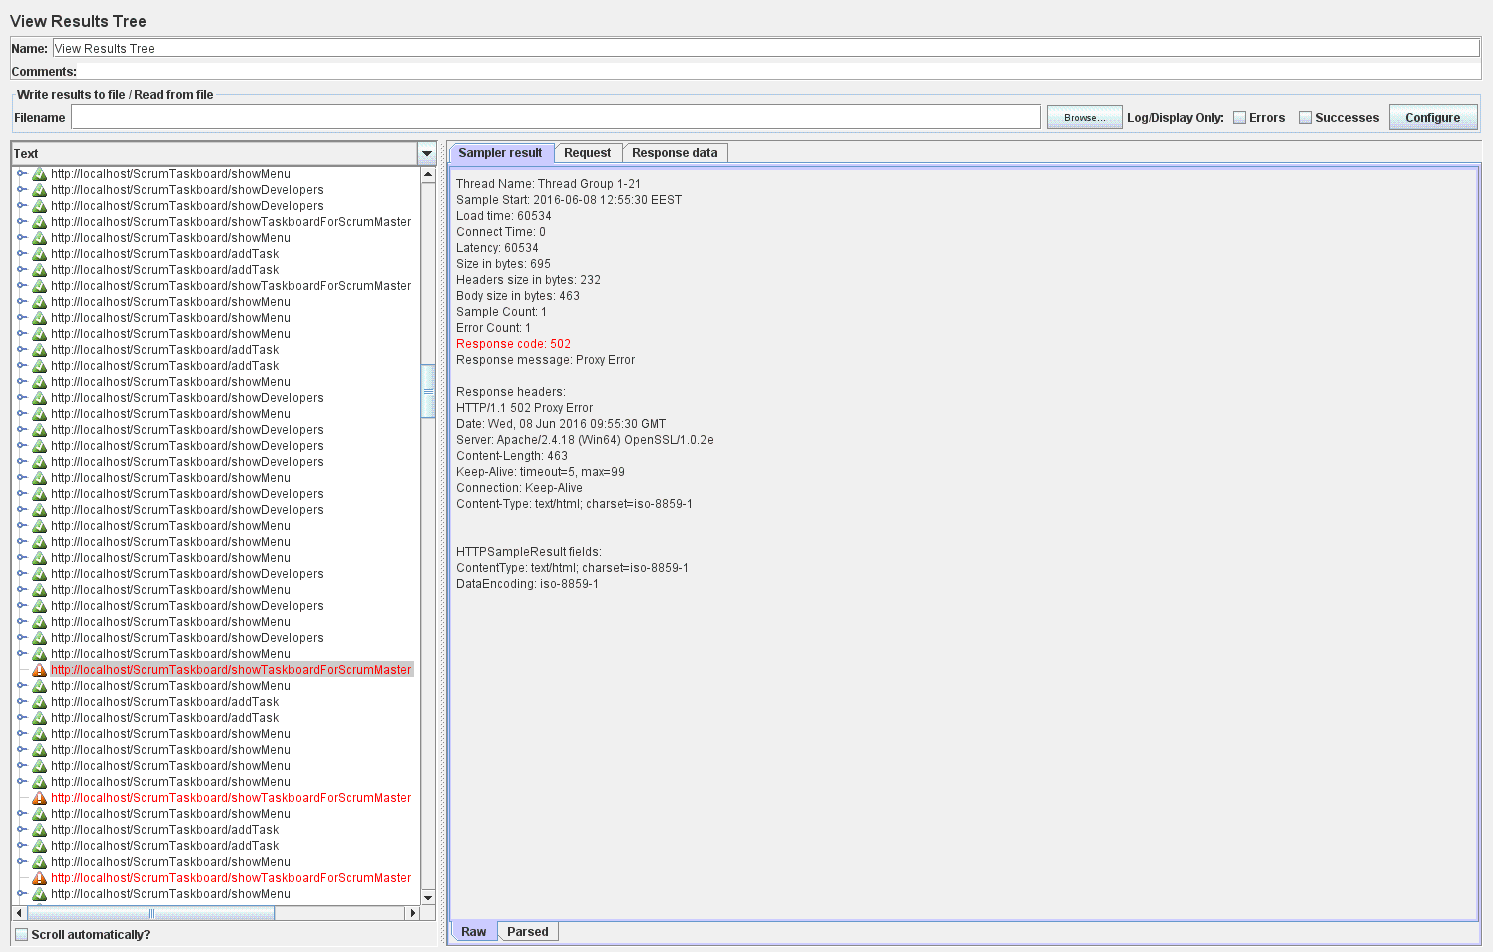 View Results Tree
Name: View Results Tree
Comments:
Write results to file / Read from file
Filename Browse... Log/Display Only: Errors Successes Configure
Text
http://localhost/ScrumTaskboard/showMenu
http://localhost/ScrumTaskboard/showDevelopers
http://localhost/ScrumTaskboard/showDevelopers
http://localhost/ScrumTaskboard/showTaskboardForScrumMaster
http://localhost/ScrumTaskboard/showMenu
http://localhost/ScrumTaskboard/addTask
http://localhost/ScrumTaskboard/addTask
http://localhost/ScrumTaskboard/showTaskboardForScrumMaster
http://localhost/ScrumTaskboard/showMenu
http://localhost/ScrumTaskboard/showMenu
http://localhost/ScrumTaskboard/showMenu
http://localhost/ScrumTaskboard/addTask
http://localhost/ScrumTaskboard/addTask
http://localhost/ScrumTaskboard/showMenu
http://localhost/ScrumTaskboard/showDevelopers
http://localhost/ScrumTaskboard/showMenu
http://localhost/ScrumTaskboard/showDevelopers
http://localhost/ScrumTaskboard/showDevelopers
http://localhost/ScrumTaskboard/showDevelopers
http://localhost/ScrumTaskboard/showMenu
http://localhost/ScrumTaskboard/showDevelopers
http://localhost/ScrumTaskboard/showDevelopers
http://localhost/ScrumTaskboard/showMenu
http://localhost/ScrumTaskboard/showMenu
http://localhost/ScrumTaskboard/showMenu
http://localhost/ScrumTaskboard/showDevelopers
http://localhost/ScrumTaskboard/showMenu
http://localhost/ScrumTaskboard/showDevelopers
http://localhost/ScrumTaskboard/showMenu
http://localhost/ScrumTaskboard/showDevelopers
http://localhost/ScrumTaskboard/showMenu
http://localhost/ScrumTaskboard/showTaskboardForScrumMaster
http://localhost/ScrumTaskboard/showMenu
http://localhost/ScrumTaskboard/addTask
http://localhost/ScrumTaskboard/addTask
http://localhost/ScrumTaskboard/showMenu
http://localhost/ScrumTaskboard/showMenu
http://localhost/ScrumTaskboard/showMenu
http://localhost/ScrumTaskboard/showMenu
http://localhost/ScrumTaskboard/showTaskboardForScrumMaster
http://localhost/ScrumTaskboard/showMenu
http://localhost/ScrumTaskboard/addTask
http://localhost/ScrumTaskboard/addTask
http://localhost/ScrumTaskboard/showMenu
http://localhost/ScrumTaskboard/showTaskboardForScrumMaster
http://localhost/ScrumTaskboard/showMenu
Scroll automatically?
Sampler result Request Response data
Thread Name: Thread Group 1-21
Sample Start: 2016-06-08 12:55:30 EEST
Load time: 60534
Connect Time: 0
Latency: 60534
Size in bytes: 695
Headers size in bytes: 232
Body size in bytes: 463
Sample Count: 1
Error Count: 1
Response code: 502
Response message: Proxy Error
Response headers:
HTTP/1.1 502 Proxy Error
Date: Wed, 08 Jun 2016 09:55:30 GMT
Server: Apache/2.4.18 (Win64) OpenSSL/1.0.2e
Content-Length: 463
Keep-Alive: timeout=5, max=99
Connection: Keep-Alive
Content-Type: text/html; charset=iso-8859-1
HTTPSampleResult fields:
ContentType: text/html; charset=iso-8859-1
DataEncoding: iso-8859-1
Raw Parsed